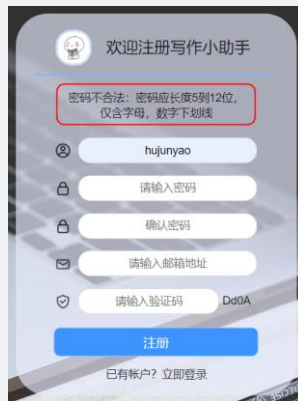 欢迎注册写作小助手
密码不合法：密码应长度5到12位，
仅含字母，数字下划线
hujunyao
请输入密码
确认密码
请输入邮箱地址
请输入验证码
Dd0A
注册
已有帐户？立即登录